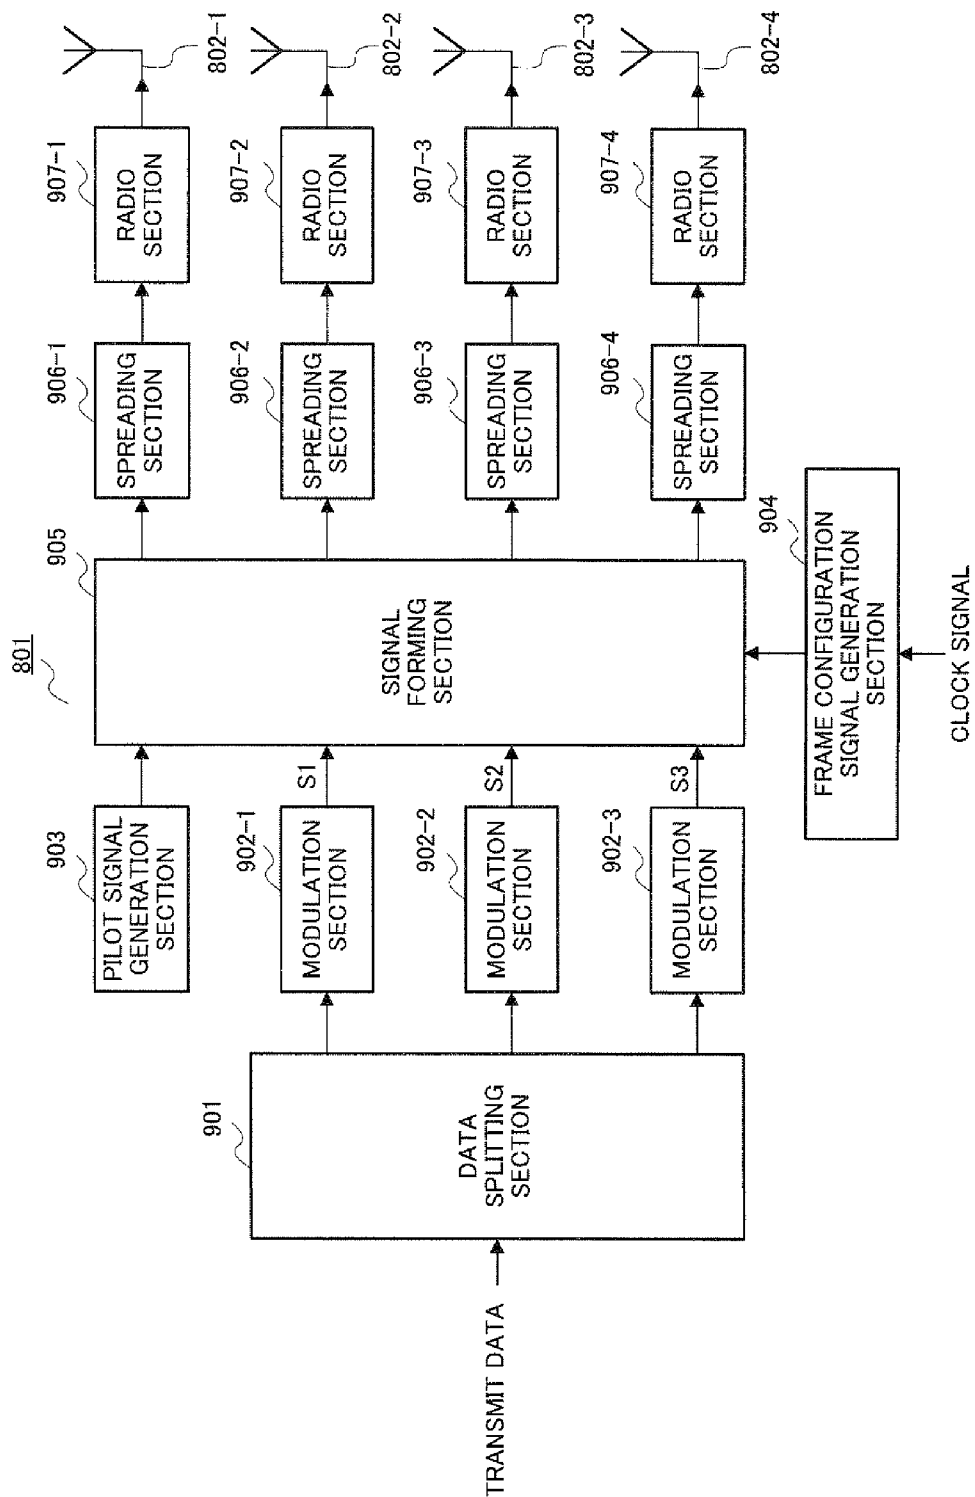 801
TRANSMIT DATA
901
DATA
SPLITTING
SECTION
903
PILOT SIGNAL
GENERATION
SECTION
902-1
MODULATION
SECTION
S1
902-2
MODULATION
SECTION
S2
902-3
MODULATION
SECTION
S3
905
SIGNAL
FORMING
SECTION
904
FRAME CONFIGURATION
SIGNAL GENERATION
SECTION
CLOCK SIGNAL
906-1
SPREADING
SECTION
907-1
RADIO
SECTION
802-1
906-2
SPREADING
SECTION
907-2
RADIO
SECTION
802-2
906-3
SPREADING
SECTION
907-3
RADIO
SECTION
802-3
906-4
SPREADING
SECTION
907-4
RADIO
SECTION
802-4